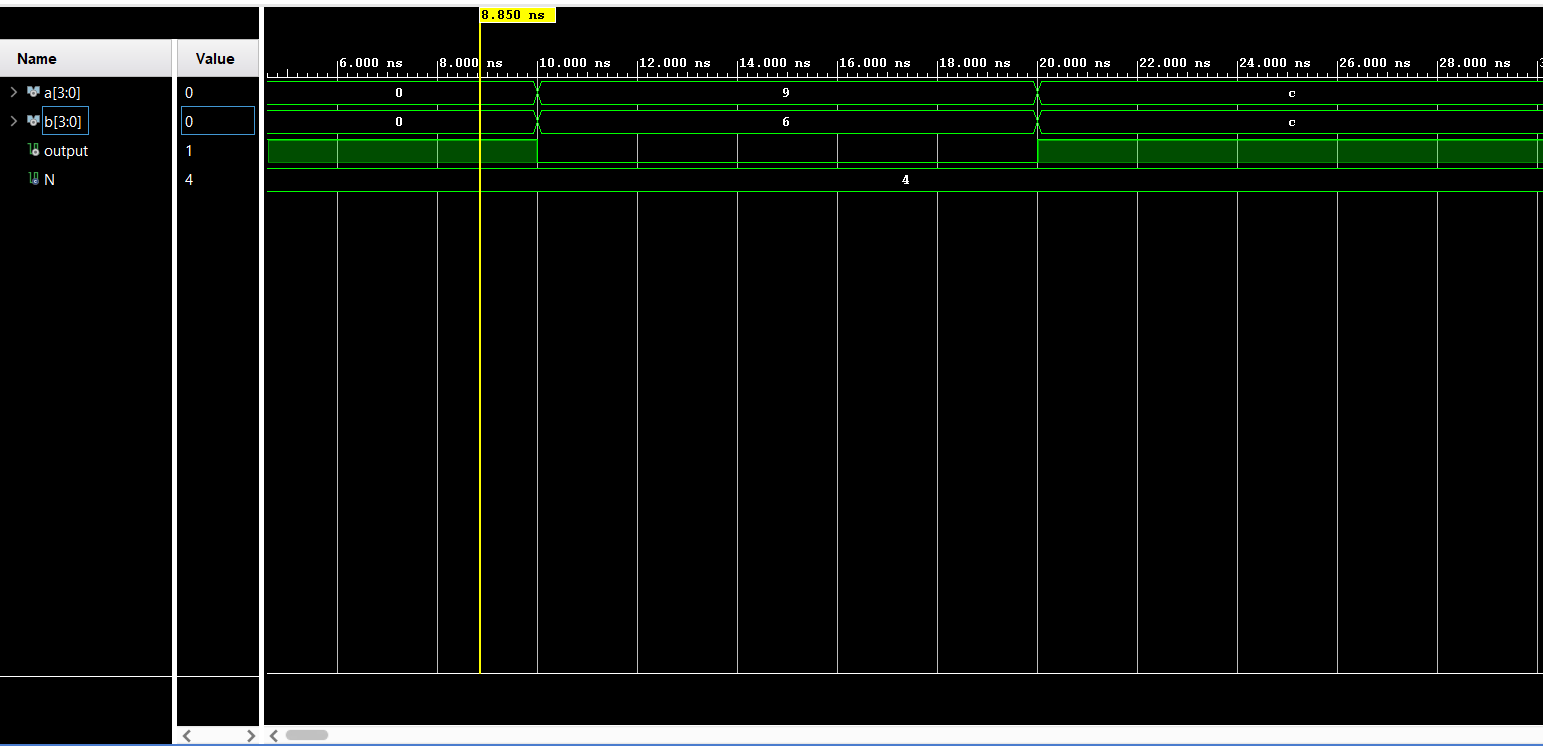 8.850 ns
Name
Value
6.000 ns 8.000 ns 10.000 ns 12.000 ns 14.000 ns 16.000 ns 18.000 ns 20.000 ns 22.000 ns 24.000 ns 26.000 ns 28.000 ns
a[3:0] 0 0 9 c
b[3:0] 0 0 6 c
output 1
N 4 4